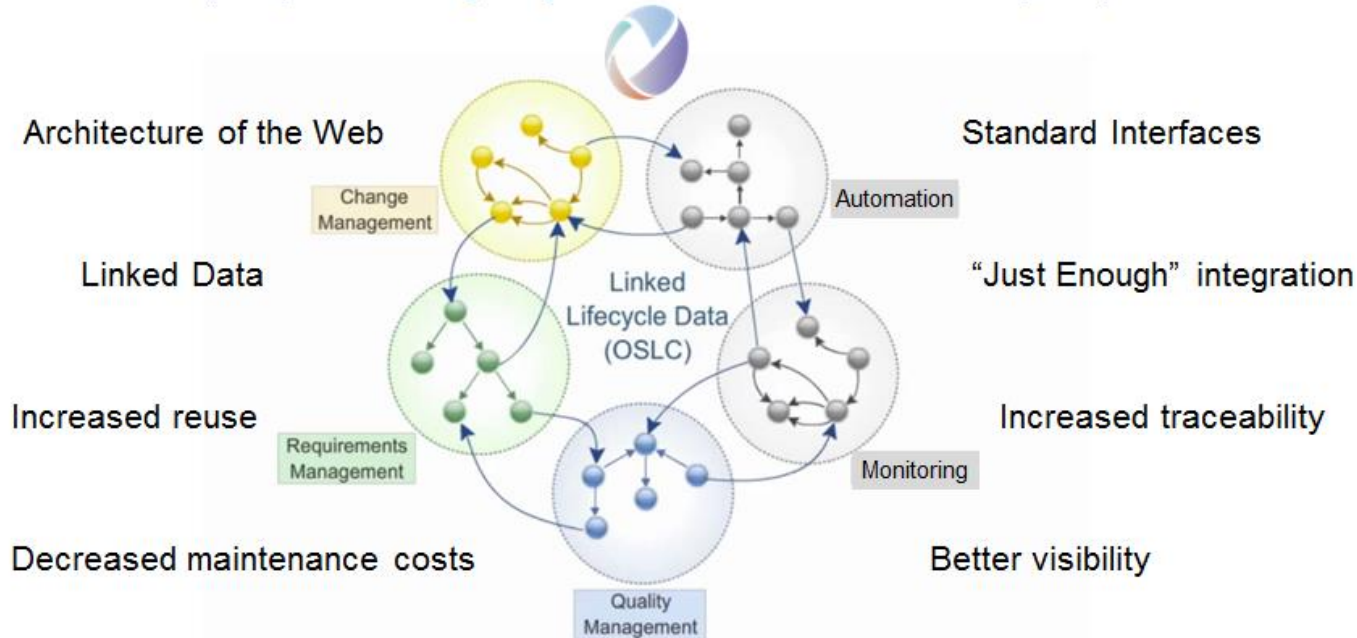 Architecture of the Web
Standard Interfaces
Change
Management
Automation
Linked Data
Linked
Lifecycle Data
(OSLC)
“Just Enough” integration
Increased reuse
Increased traceability
Requirements
Management
Monitoring
Decreased maintenance costs
Better visibility
Quality
Management